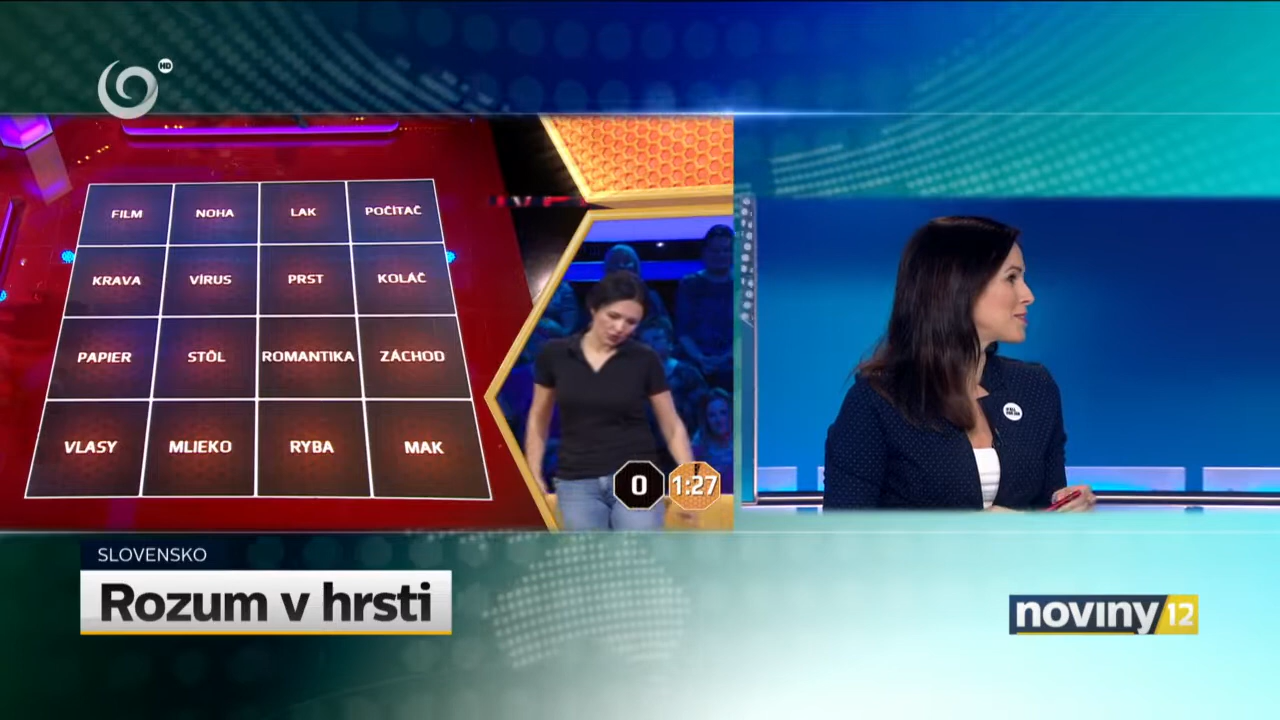 HD
FILM NOHA LAK POČÍTAČ
KRAVA VÍRUS PRST KOLÁČ
PAPIER STÔL ROMANTIKA ZÁCHOD
VLASY MLIEKO RYBA MAK
0 1:27
SLOVENSKO
Rozum v hrsti
noviny 12